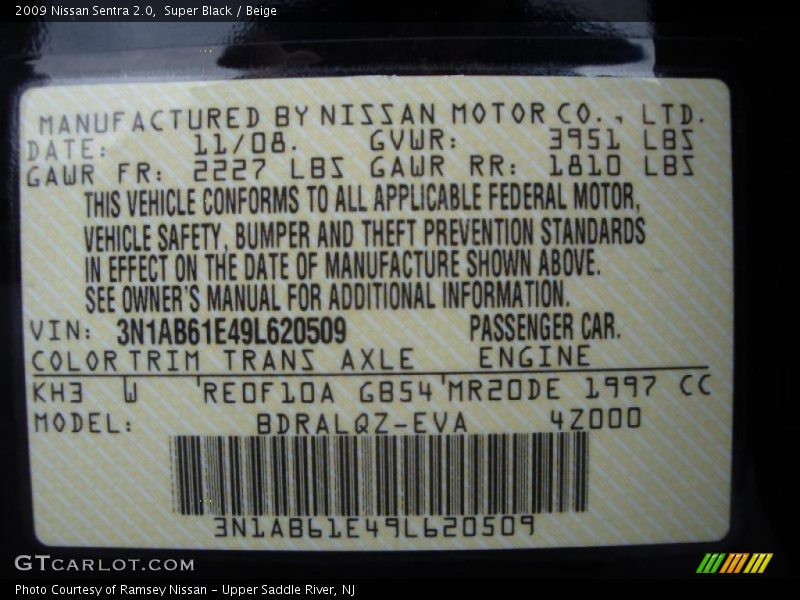 2009 Nissan Sentra 2.0,  Super Black / Beige
MANUFACTURED BY NISSAN MOTOR CO., LTD.
DATE: 11/08. GVWR: 3951 LBS
GAWR FR: 2227 LBS GAWR RR: 1810 LBS
THIS VEHICLE CONFORMS TO ALL APPLICABLE FEDERAL MOTOR,
VEHICLE SAFETY, BUMPER AND THEFT PREVENTION STANDARDS
IN EFFECT ON THE DATE OF MANUFACTURE SHOWN ABOVE.
SEE OWNER'S MANUAL FOR ADDITIONAL INFORMATION.
VIN: 3N1AB61E49L620509 PASSENGER CAR.
COLOR TRIM TRANS AXLE ENGINE
KH3 W 'RE0F10A GB54'MR20DE 1997 CC
MODEL: BDRALQZ-EVA 4Z000
3N1AB61E49L620509
GTCARLOT.COM
Photo Courtesy of Ramsey Nissan - Upper Saddle River, NJ